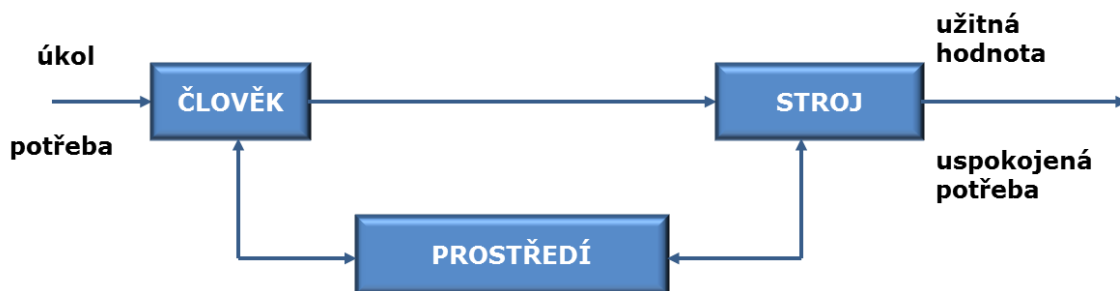 úkol
potřeba
ČLOVĚK
STROJ
užitná
hodnota
uspokojená
potřeba
PROSTŘEDÍ